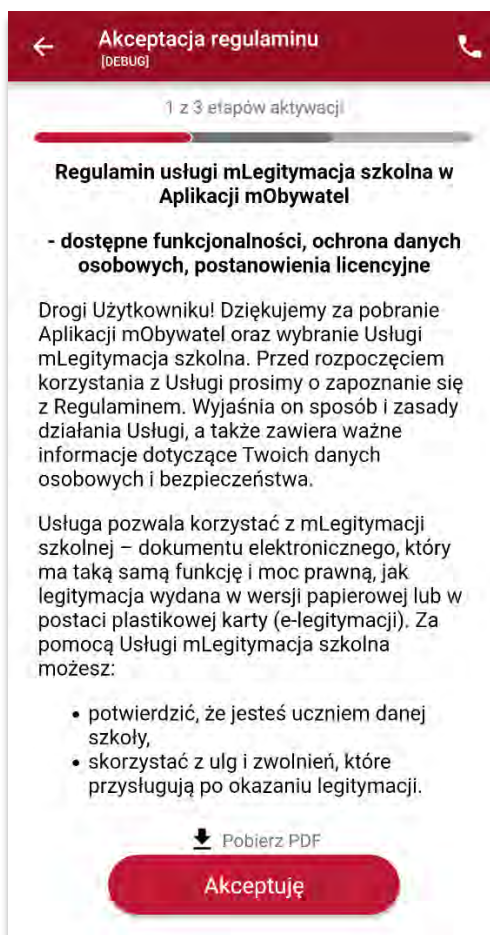 Akceptacja regulaminu
[DEBUG]
1 z 3 etapów aktywacji
Regulamin usługi mLegitymacja szkolna w
Aplikacji mObywatel
- dostępne funkcjonalności, ochrona danych
osobowych, postanowienia licencyjne
Drogi Użytkowniku! Dziękujemy za pobranie
Aplikacji mObywatel oraz wybranie Usługi
mLegitymacja szkolna. Przed rozpoczęciem
korzystania z Usługi prosimy o zapoznanie się
z Regulaminem. Wyjaśnia on sposób i zasady
działania Usługi, a także zawiera ważne
informacje dotyczące Twoich danych
osobowych i bezpieczeństwa.
Usługa pozwala korzystać z mLegitymacji
szkolnej – dokumentu elektronicznego, który
ma taką samą funkcję i moc prawną, jak
legitymacja wydana w wersji papierowej lub w
postaci plastikowej karty (e-legitymacji). Za
pomocą Usługi mLegitymacja szkolna
możesz:
• potwierdzić, że jesteś uczniem danej
szkoły,
• skorzystać z ulg i zwolnień, które
przysługują po okazaniu legitymacji.
Pobierz PDF
Akceptuję